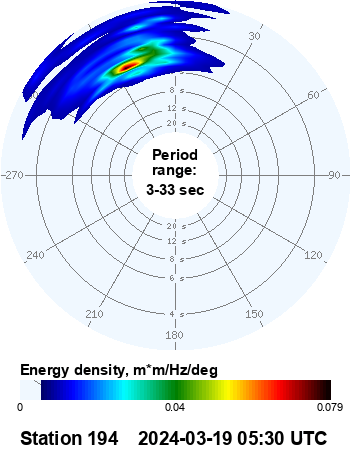 30
60
90
120
150
180
210
240
-270
8 s
12 s
20 s
Period
range:
3-33 sec
20 s
12 s
8 s
4 s
Energy density, m*m/Hz/deg
0 0.04 0.079
Station 194 2024-03-19 05:30 UTC